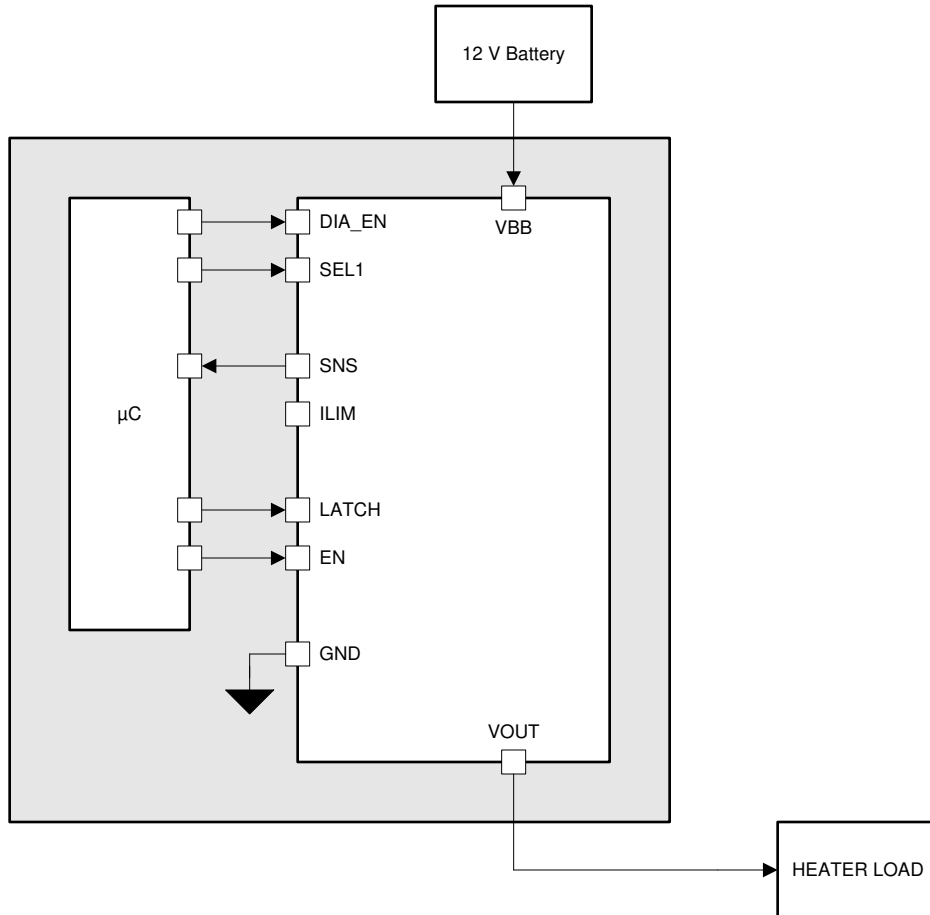 12 V Battery
VBB
DIA_EN
SEL1
SNS
µC
ILIM
LATCH
EN
GND
VOUT
HEATER LOAD